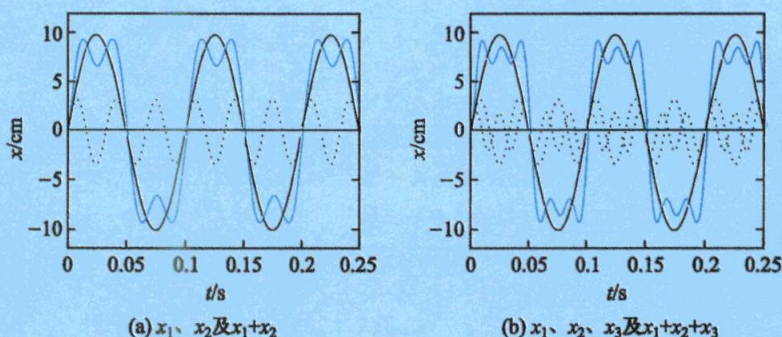 10
5
0
−5
−10
x/cm
0 0.05 0.1 0.15 0.2 0.25
t/s
(a) x₁、x₂及x₁+x₂
10
5
0
−5
−10
x/cm
0 0.05 0.1 0.15 0.2 0.25
t/s
(b) x₁、x₂、x₃及x₁+x₂+x₃